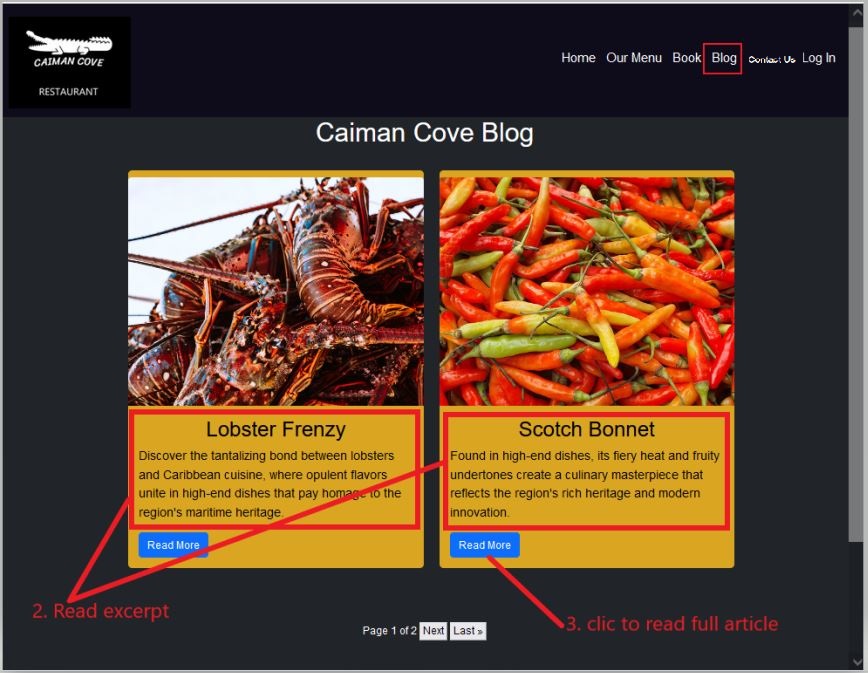 CAIMAN COVE
RESTAURANT
Home Our Menu Book Blog Contact Us Log In
Caiman Cove Blog
Lobster Frenzy
Discover the tantalizing bond between lobsters
and Caribbean cuisine, where opulent flavors
unite in high-end dishes that pay homage to the
region's maritime heritage.
Read More
Scotch Bonnet
Found in high-end dishes, its fiery heat and fruity
undertones create a culinary masterpiece that
reflects the region's rich heritage and modern
innovation.
Read More
2. Read excerpt
3. clic to read full article
Page 1 of 2 Next Last »